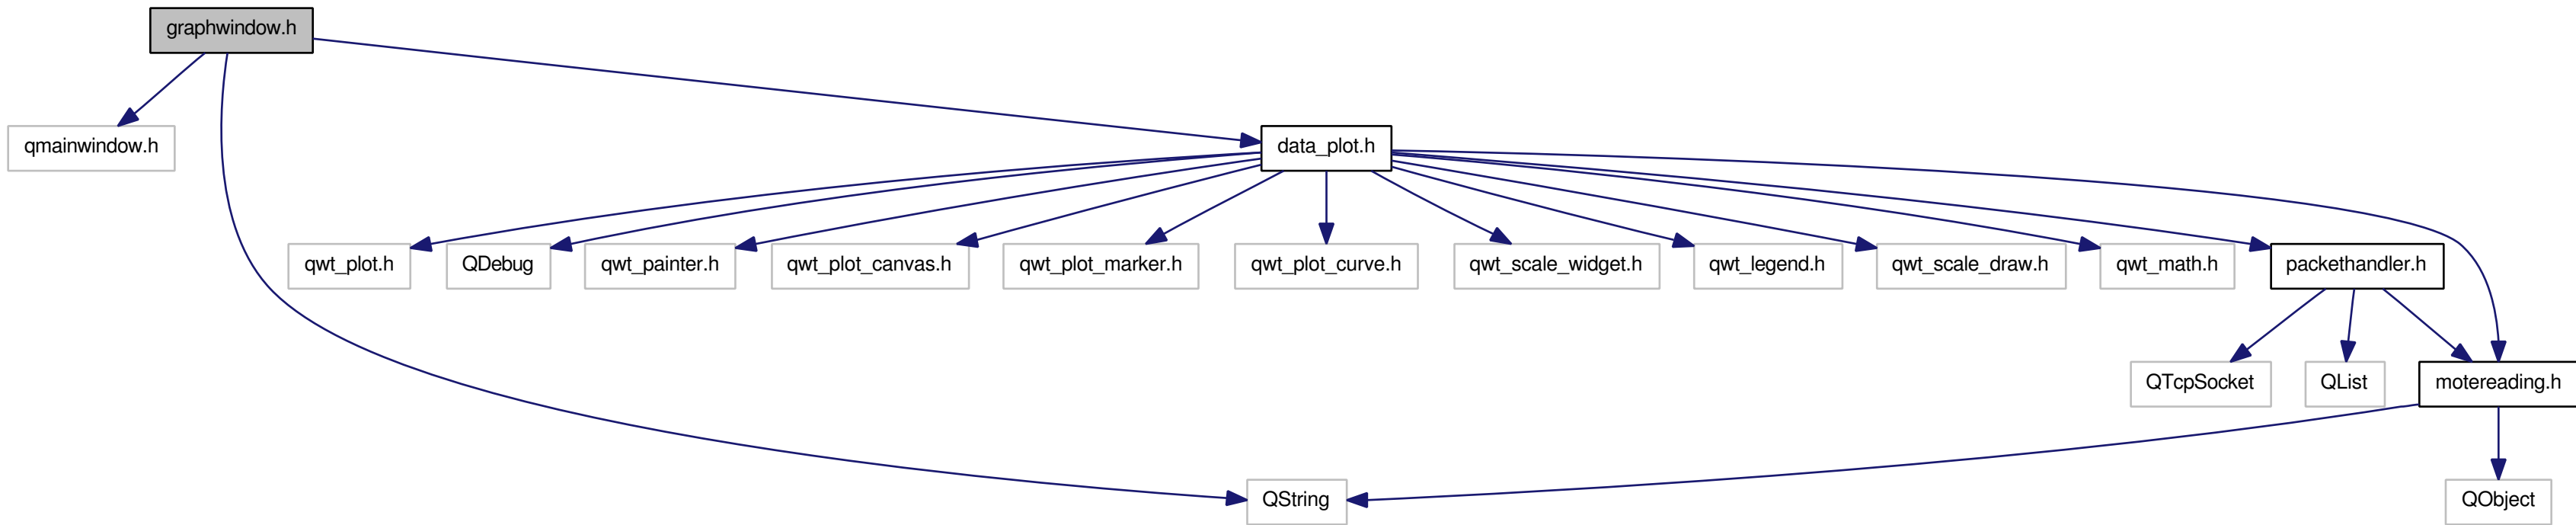 graphwindow.h
qmainwindow.h
data_plot.h
qwt_plot.h
QDebug
qwt_painter.h
qwt_plot_canvas.h
qwt_plot_marker.h
qwt_plot_curve.h
qwt_scale_widget.h
qwt_legend.h
qwt_scale_draw.h
qwt_math.h
packethandler.h
QTcpSocket
QList
motereading.h
QString
QObject